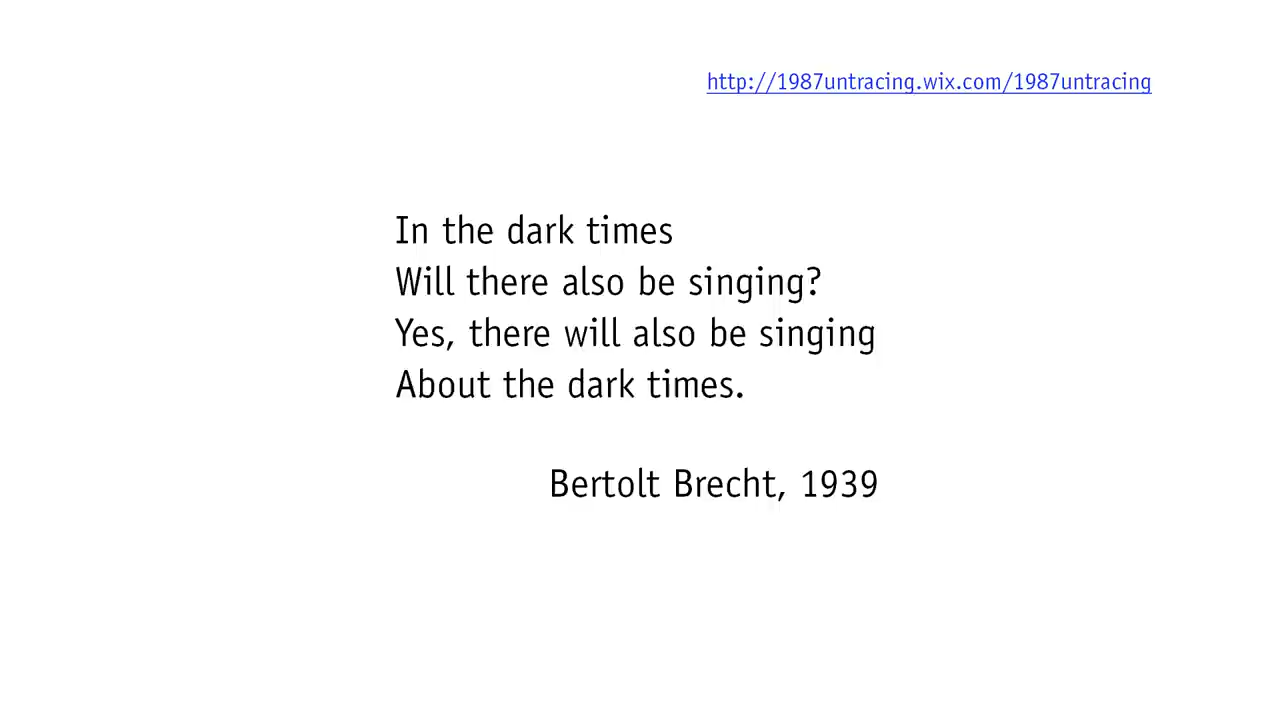 http://1987untracing.wix.com/1987untracing
In the dark times
Will there also be singing?
Yes, there will also be singing
About the dark times.
Bertolt Brecht, 1939